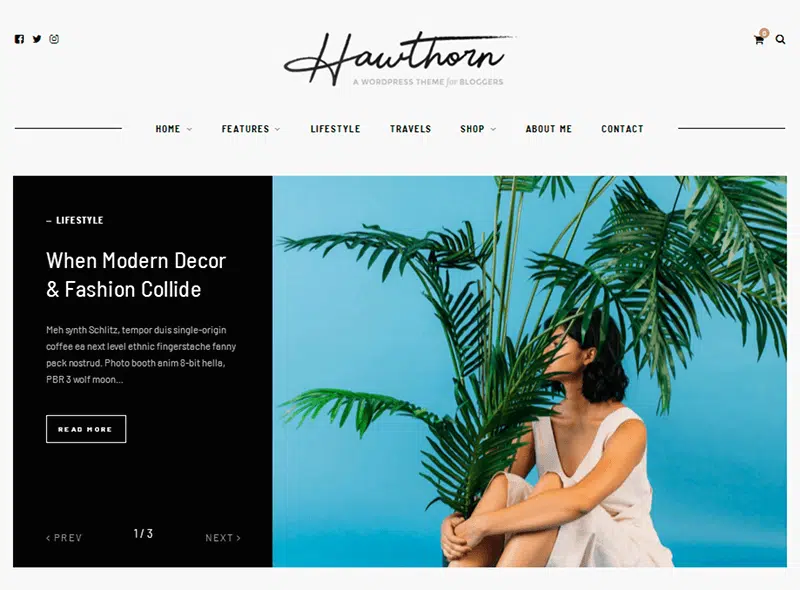 Hawthorn
A WORDPRESS THEME for BLOGGERS
0
HOME FEATURES LIFESTYLE TRAVELS SHOP ABOUT ME CONTACT
– LIFESTYLE
When Modern Decor
& Fashion Collide
Meh synth Schlitz, tempor duis single-origin
coffee ea next level ethnic fingerstache fanny
pack nostrud. Photo booth anim 8-bit hella,
PBR 3 wolf moon...
READ MORE
< PREV 1 / 3 NEXT >